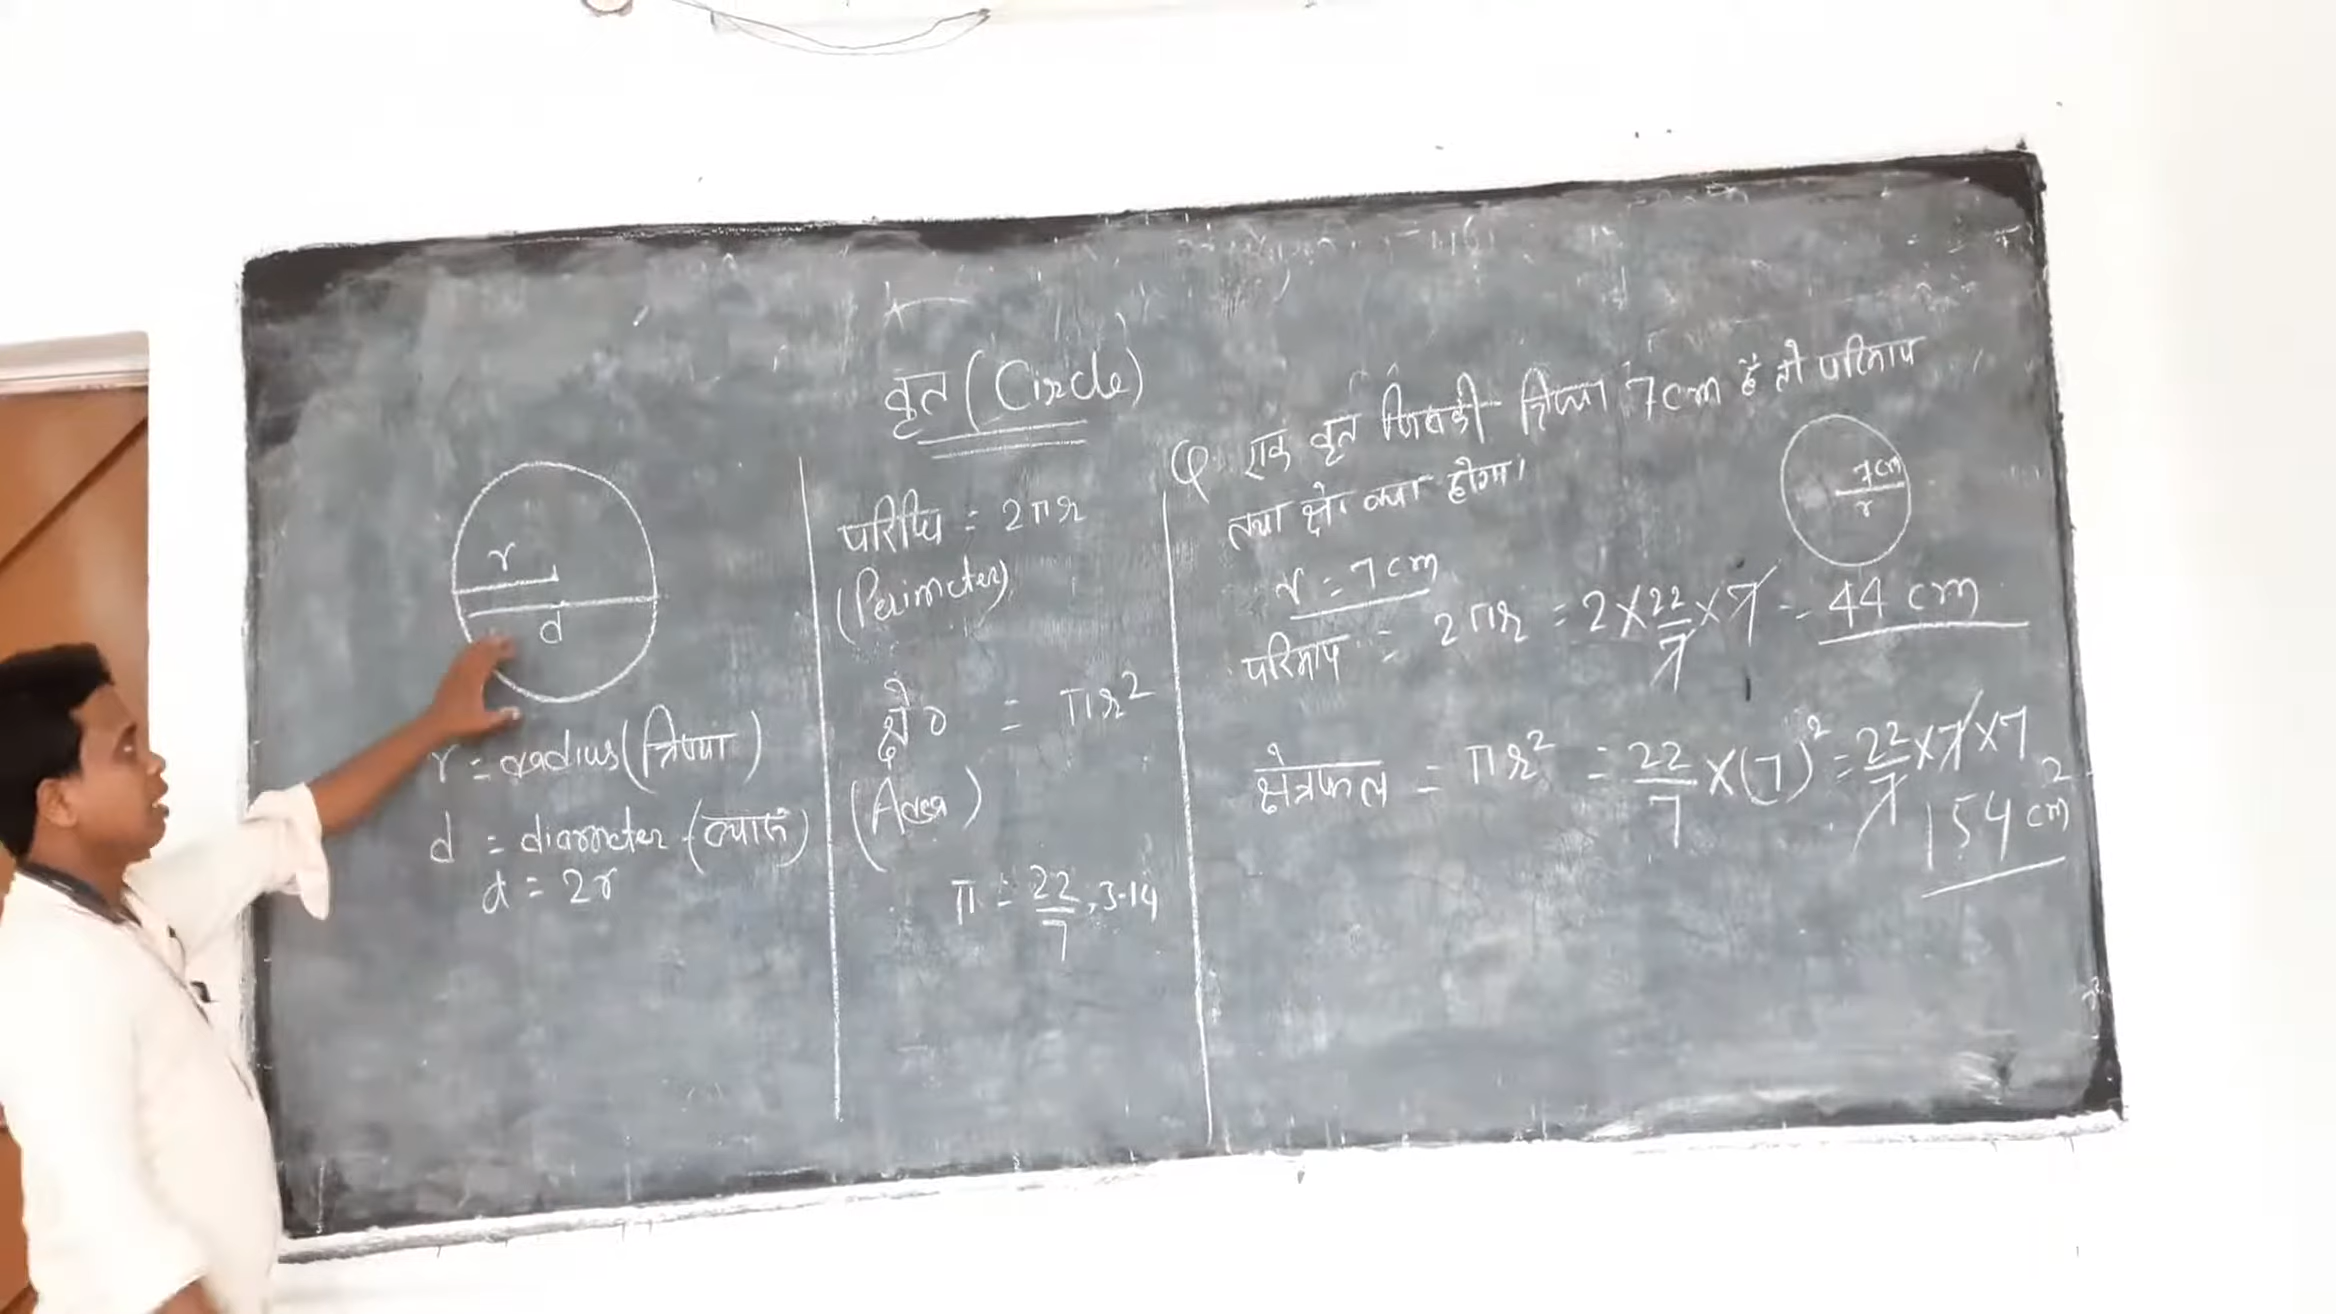 वृत (Circle)
r
d
r = radius (त्रिज्या)
d = diameter (व्यास)
d = 2r
परिधि = 2πr
(Perimeter)
क्षे० = πr²
(Area)
π = 22/7, 3.14
Q. एक वृत जिसकी त्रिज्या 7cm है तो परिमाप
तथा क्षे० क्या होगा।
7cm
r
r = 7cm
परिमाप = 2πr = 2 × 22/7 × 7 = 44 cm
क्षेत्रफल = πr² = 22/7 × (7)² = 22/7 × 7 × 7
154 cm²